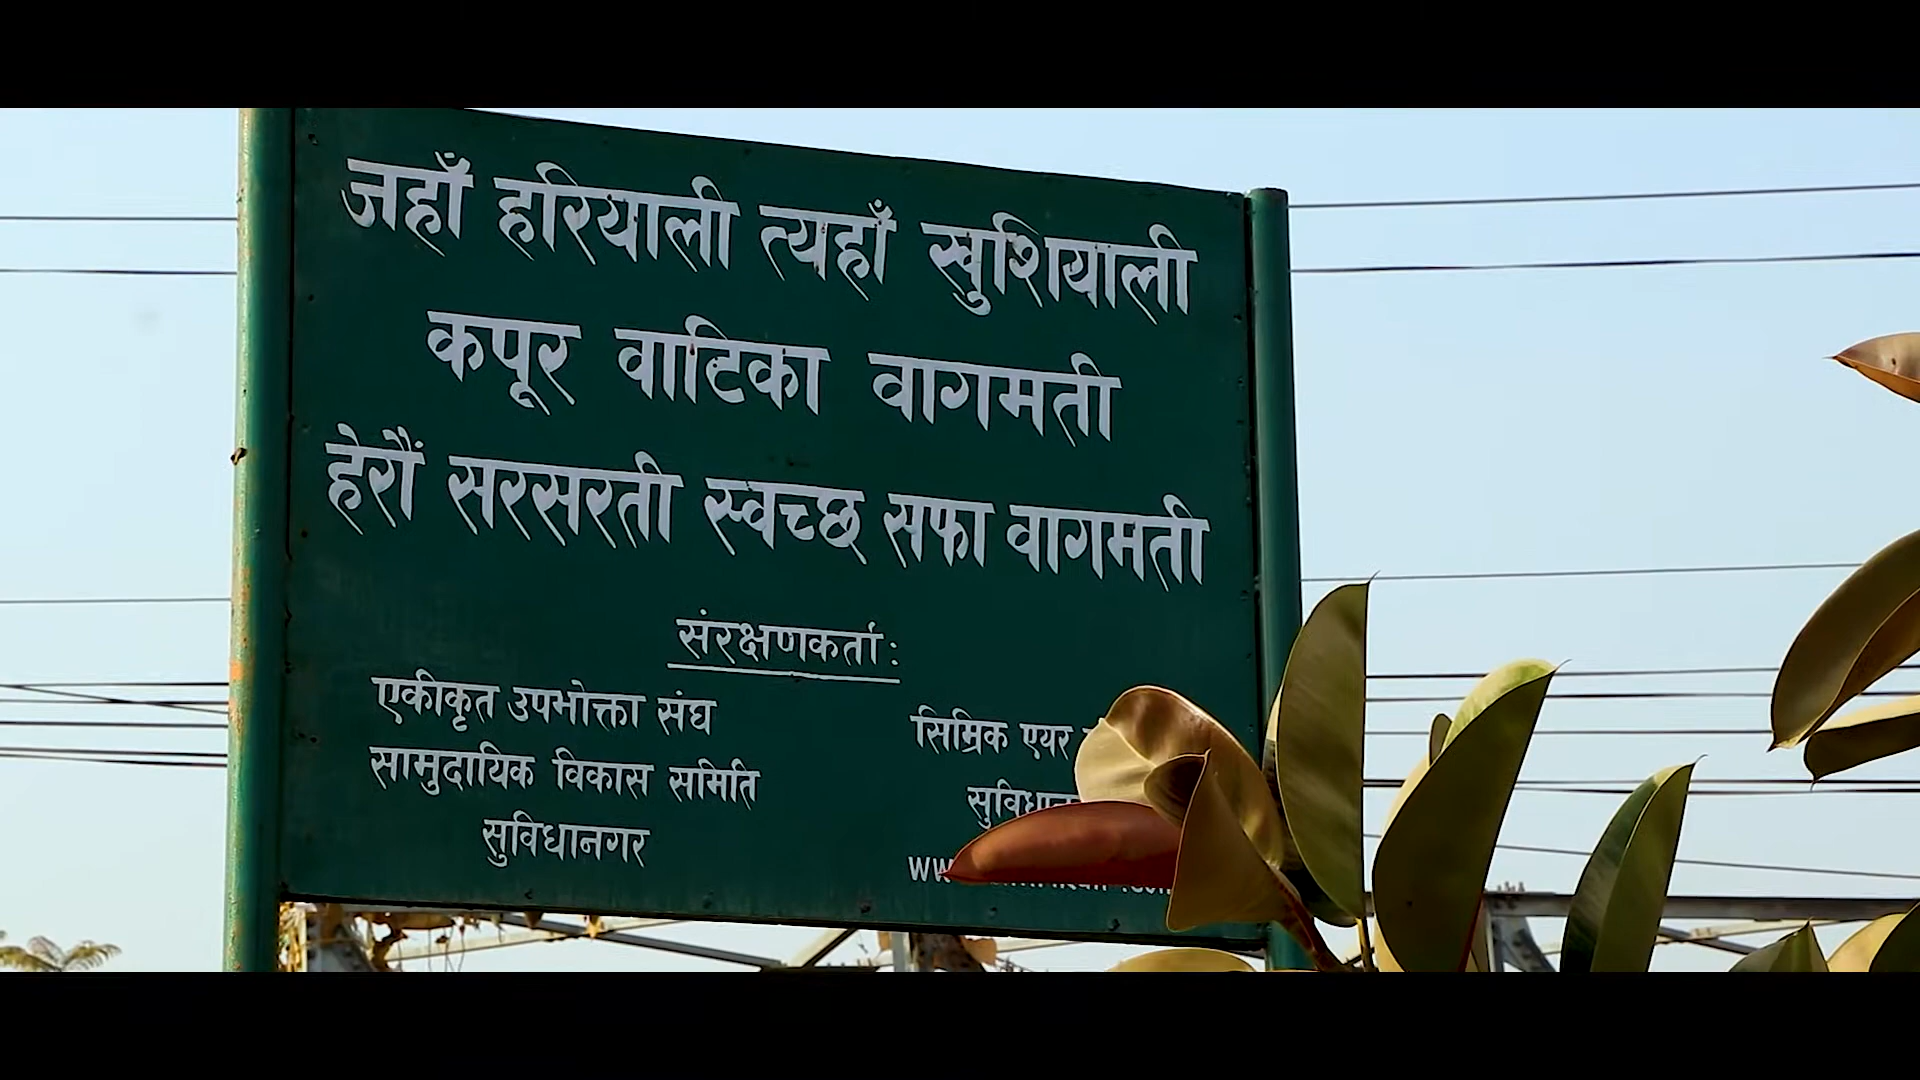 जहाँ हरियाली त्यहाँ खुशियाली
कपूर वाटिका वागमती
हेरौं सरसरती स्वच्छ सफा वागमती
संरक्षणकर्ता:
एकीकृत उपभोक्ता संघ
सामुदायिक विकास समिति
सुविधानगर
सिम्रिक एयर